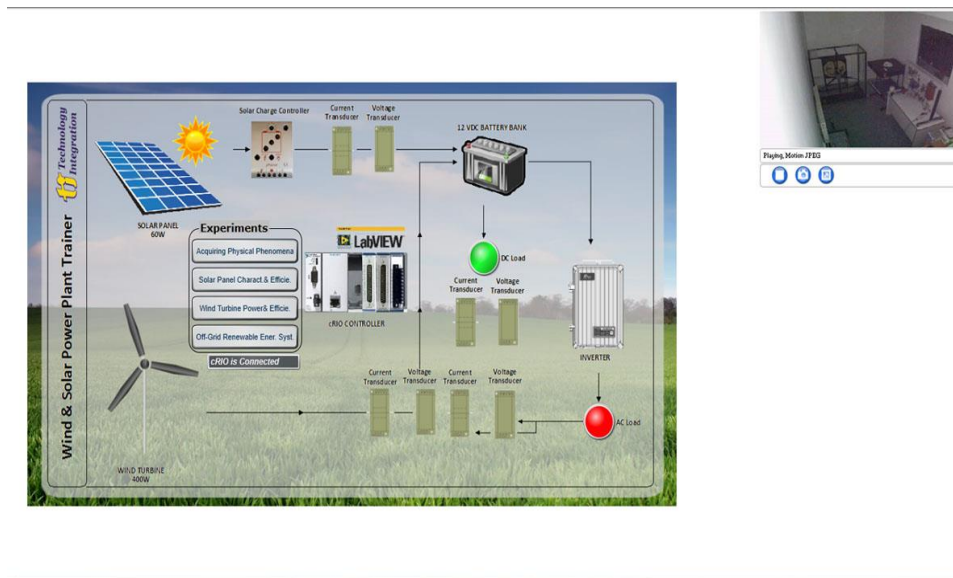 Wind & Solar Power Plant Trainer
ti Technology
Integration
Solar Charge Controller
Current
Transducer
Voltage
Transducer
12 VDC BATTERY BANK
SOLAR PANEL
60W
Experiments
Acquiring Physical Phenomena
Solar Panel Charact.& Efficie.
Wind Turbine Power& Efficie.
Off-Grid Renewable Ener. Syst.
cRIO is Connected
LabVIEW
cRIO CONTROLLER
DC Load
Current
Transducer
Voltage
Transducer
INVERTER
Current
Transducer
Voltage
Transducer
Current
Transducer
Voltage
Transducer
AC Load
WIND TURBINE
400W
Playing, Motion JPEG